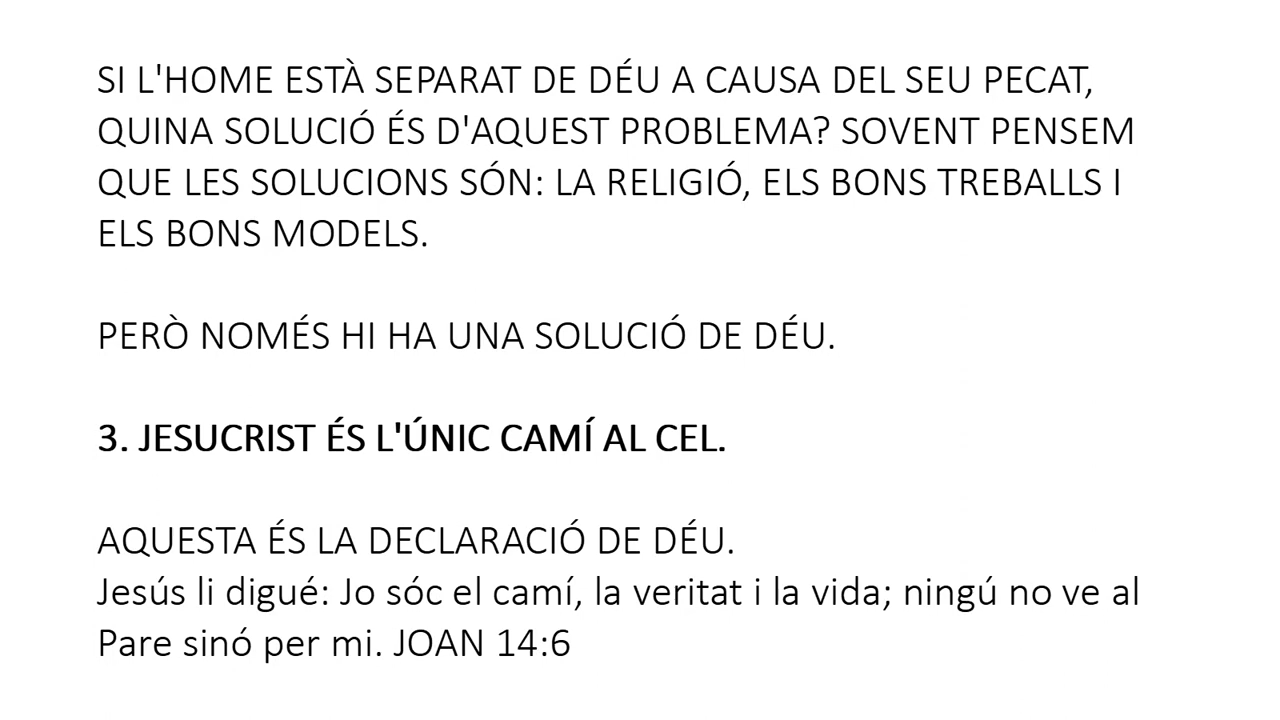 SI L'HOME ESTÀ SEPARAT DE DÉU A CAUSA DEL SEU PECAT,
QUINA SOLUCIÓ ÉS D'AQUEST PROBLEMA? SOVENT PENSEM
QUE LES SOLUCIONS SÓN: LA RELIGIÓ, ELS BONS TREBALLS I
ELS BONS MODELS.
PERÒ NOMÉS HI HA UNA SOLUCIÓ DE DÉU.
3. JESUCRIST ÉS L'ÚNIC CAMÍ AL CEL.
AQUESTA ÉS LA DECLARACIÓ DE DÉU.
Jesús li digué: Jo sóc el camí, la veritat i la vida; ningú no ve al
Pare sinó per mi. JOAN 14:6